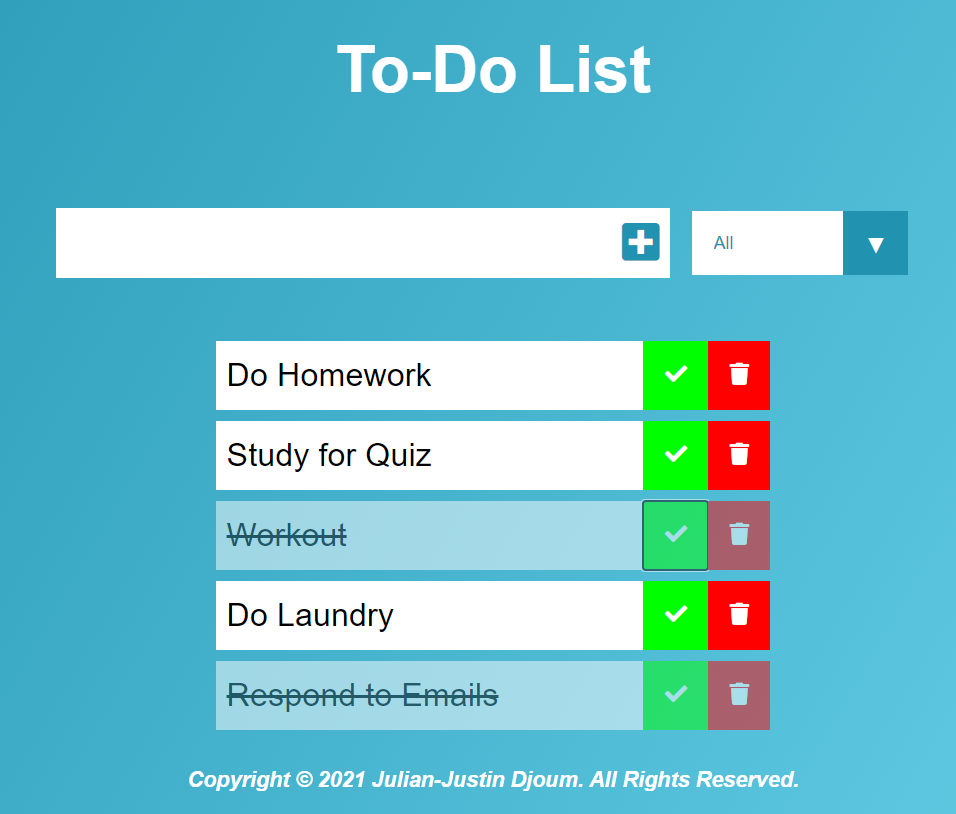 To-Do List
All ▼
Do Homework
Study for Quiz
Workout
Do Laundry
Respond to Emails
Copyright © 2021 Julian-Justin Djoum. All Rights Reserved.